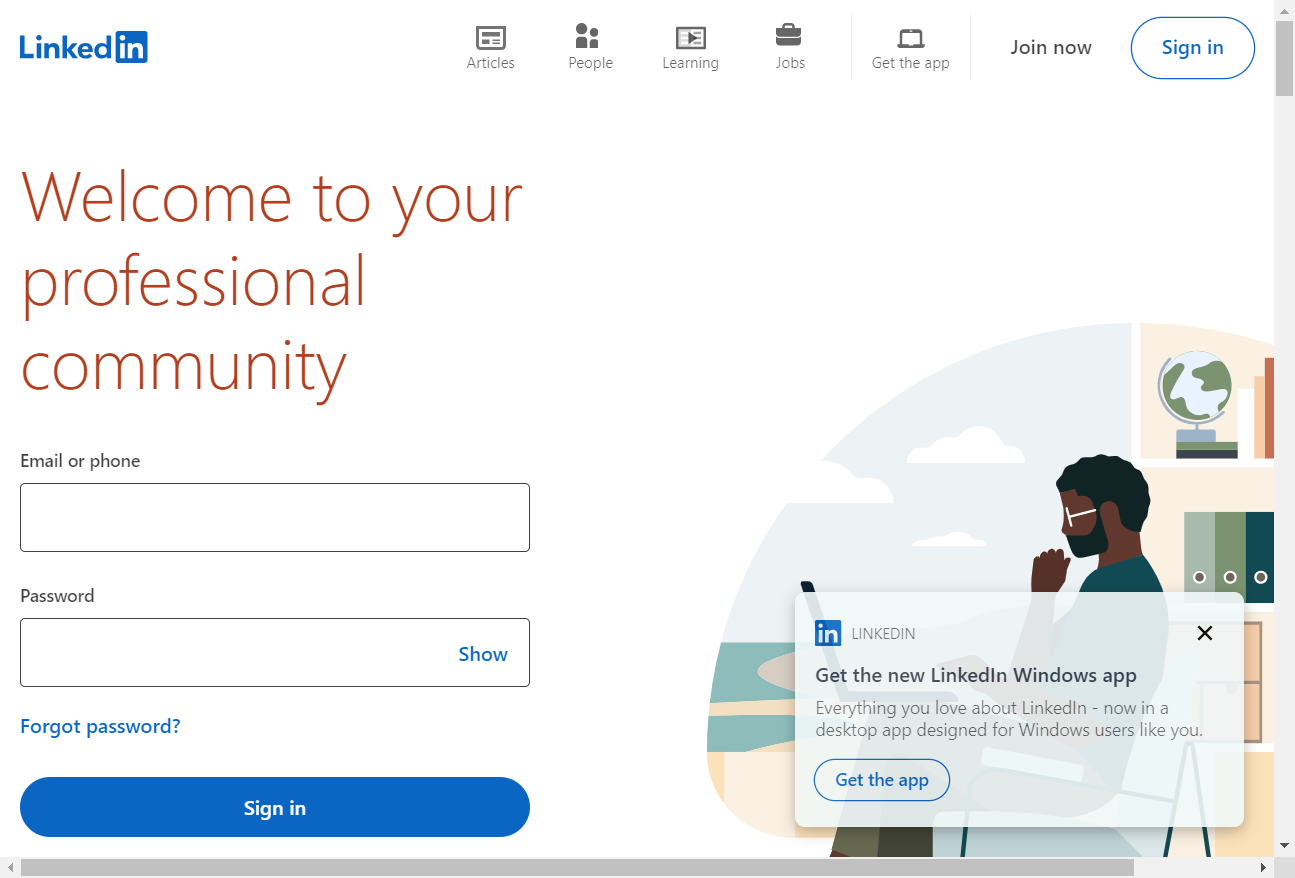 Linkedin
Articles
People
Learning
Jobs
Get the app
Join now
Sign in
Welcome to your
professional
community
Email or phone
Password
Show
Forgot password?
Sign in
in LINKEDIN
Get the new LinkedIn Windows app
Everything you love about LinkedIn - now in a
desktop app designed for Windows users like you.
Get the app